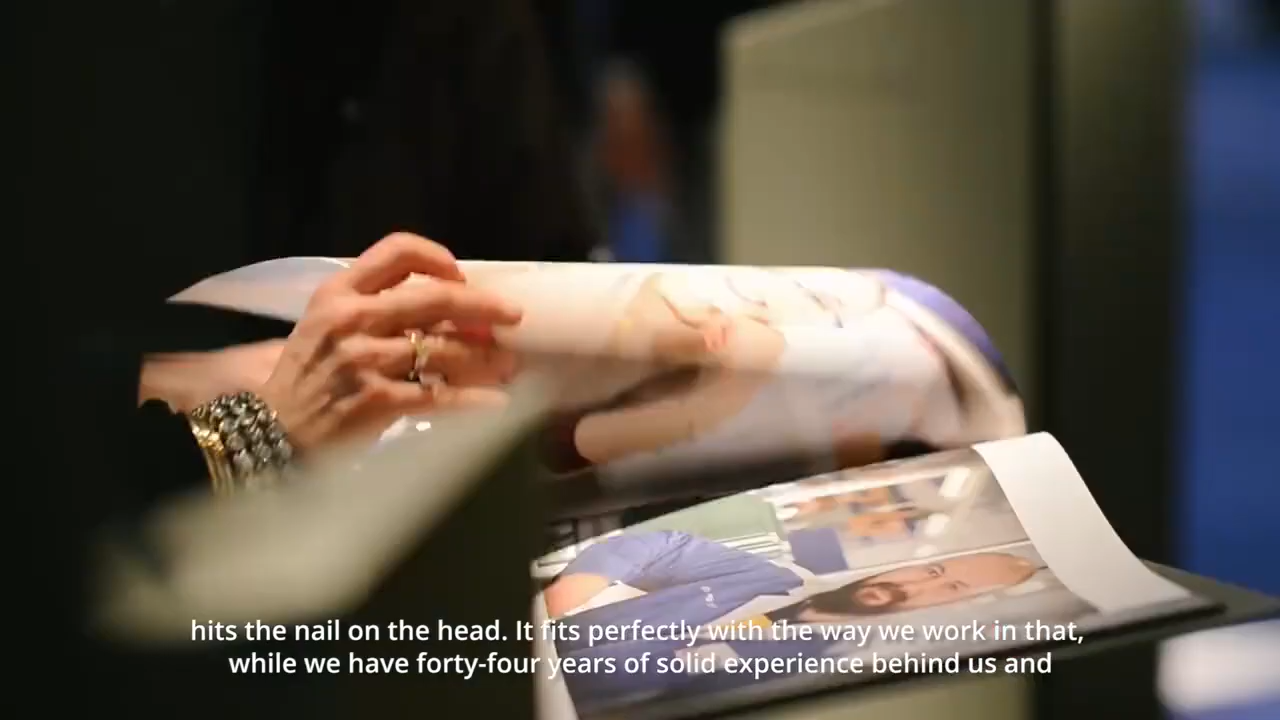 hits the nail on the head. It fits perfectly with the way we work in that,
while we have forty-four years of solid experience behind us and